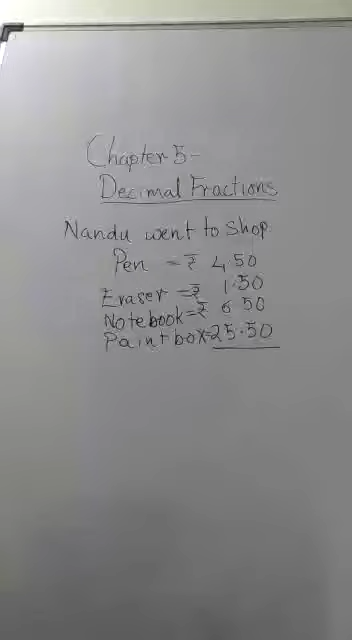 Chapter-5-
Decimal Fractions
Nandu went to Shop
Pen = ₹ 4.50
Eraser = ₹ 1.50
Notebook = ₹ 6 50
Paintbox = 25.50